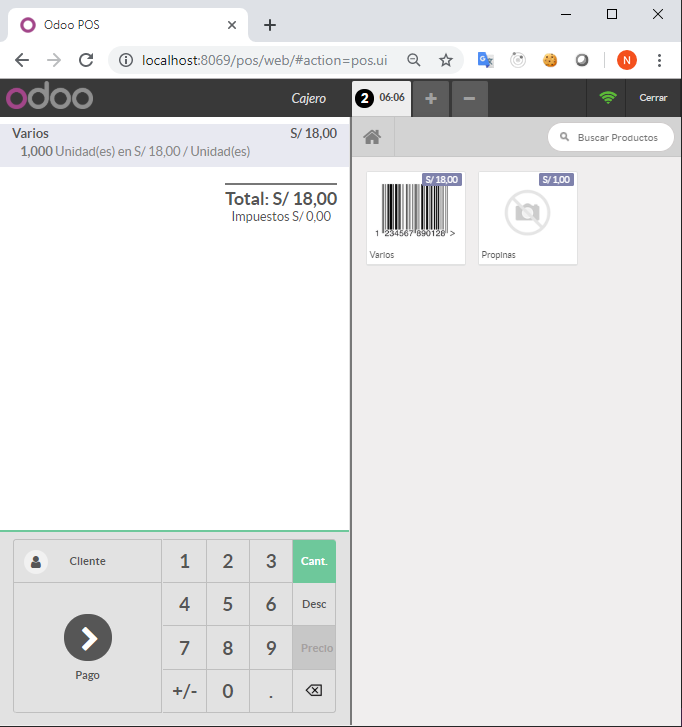 Odoo POS
localhost:8069/pos/web/#action=pos.ui
N
odoo
Cajero
2 06:06
Cerrar
Varios S/ 18,00
1,000 Unidad(es) en S/ 18,00 / Unidad(es)
Total: S/ 18,00
Impuestos S/ 0,00
Buscar Productos
S/ 18,00
1 234567 890128 >
Varios
S/ 1,00
Propinas
Cliente
Pago
1 2 3 Cant.
4 5 6 Desc
7 8 9 Precio
+/- 0 .